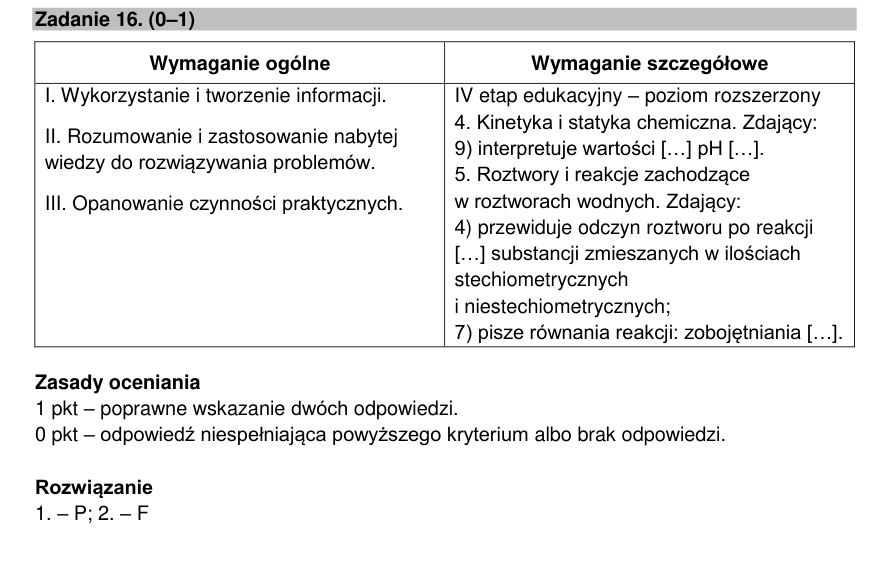 Zadanie 16. (0–1)
Wymaganie ogólne
Wymaganie szczegółowe
I. Wykorzystanie i tworzenie informacji.
II. Rozumowanie i zastosowanie nabytej
wiedzy do rozwiązywania problemów.
III. Opanowanie czynności praktycznych.
IV etap edukacyjny – poziom rozszerzony
4. Kinetyka i statyka chemiczna. Zdający:
9) interpretuje wartości […] pH […].
5. Roztwory i reakcje zachodzące
w roztworach wodnych. Zdający:
4) przewiduje odczyn roztworu po reakcji
[…] substancji zmieszanych w ilościach
stechiometrycznych
i niestechiometrycznych;
7) pisze równania reakcji: zobojętniania […].
Zasady oceniania
1 pkt – poprawne wskazanie dwóch odpowiedzi.
0 pkt – odpowiedź niespełniająca powyższego kryterium albo brak odpowiedzi.
Rozwiązanie
1. – P; 2. – F